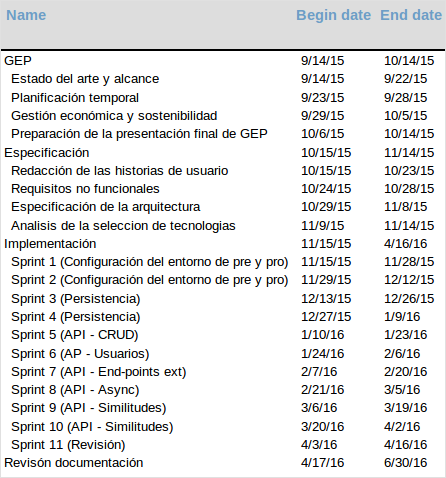 Name Begin date End date
GEP 9/14/15 10/14/15
Estado del arte y alcance 9/14/15 9/22/15
Planificación temporal 9/23/15 9/28/15
Gestión económica y sostenibilidad 9/29/15 10/5/15
Preparación de la presentación final de GEP 10/6/15 10/14/15
Especificación 10/15/15 11/14/15
Redacción de las historias de usuario 10/15/15 10/23/15
Requisitos no funcionales 10/24/15 10/28/15
Especificación de la arquitectura 10/29/15 11/8/15
Analisis de la seleccion de tecnologias 11/9/15 11/14/15
Implementación 11/15/15 4/16/16
Sprint 1 (Configuración del entorno de pre y pro) 11/15/15 11/28/15
Sprint 2 (Configuración del entorno de pre y pro) 11/29/15 12/12/15
Sprint 3 (Persistencia) 12/13/15 12/26/15
Sprint 4 (Persistencia) 12/27/15 1/9/16
Sprint 5 (API - CRUD) 1/10/16 1/23/16
Sprint 6 (AP - Usuarios) 1/24/16 2/6/16
Sprint 7 (API - End-points ext) 2/7/16 2/20/16
Sprint 8 (API - Async) 2/21/16 3/5/16
Sprint 9 (API - Similitudes) 3/6/16 3/19/16
Sprint 10 (API - Similitudes) 3/20/16 4/2/16
Sprint 11 (Revisión) 4/3/16 4/16/16
Revisón documentación 4/17/16 6/30/16